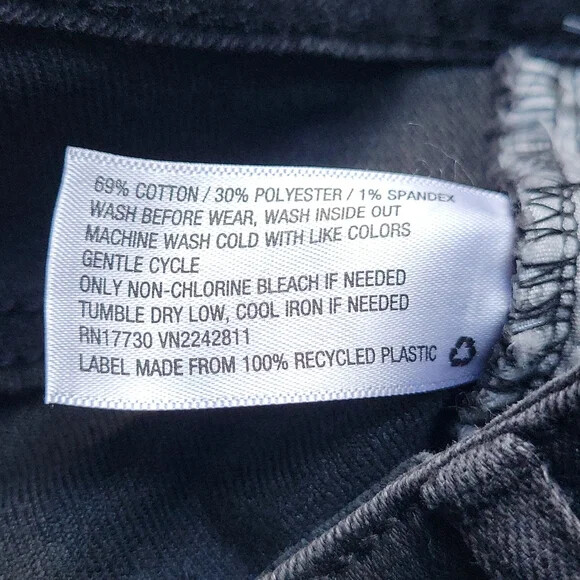 69% COTTON / 30% POLYESTER / 1% SPANDEX
WASH BEFORE WEAR, WASH INSIDE OUT
MACHINE WASH COLD WITH LIKE COLORS
GENTLE CYCLE
ONLY NON-CHLORINE BLEACH IF NEEDED
TUMBLE DRY LOW, COOL IRON IF NEEDED
RN17730 VN2242811
LABEL MADE FROM 100% RECYCLED PLASTIC